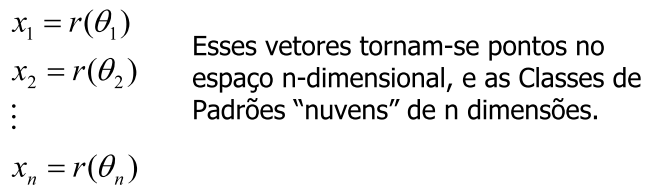 x₁ = r(θ₁)
x₂ = r(θ₂)
⋮
xₙ = r(θₙ)
Esses vetores tornam-se pontos no
espaço n-dimensional, e as Classes de
Padrões “nuvens” de n dimensões.